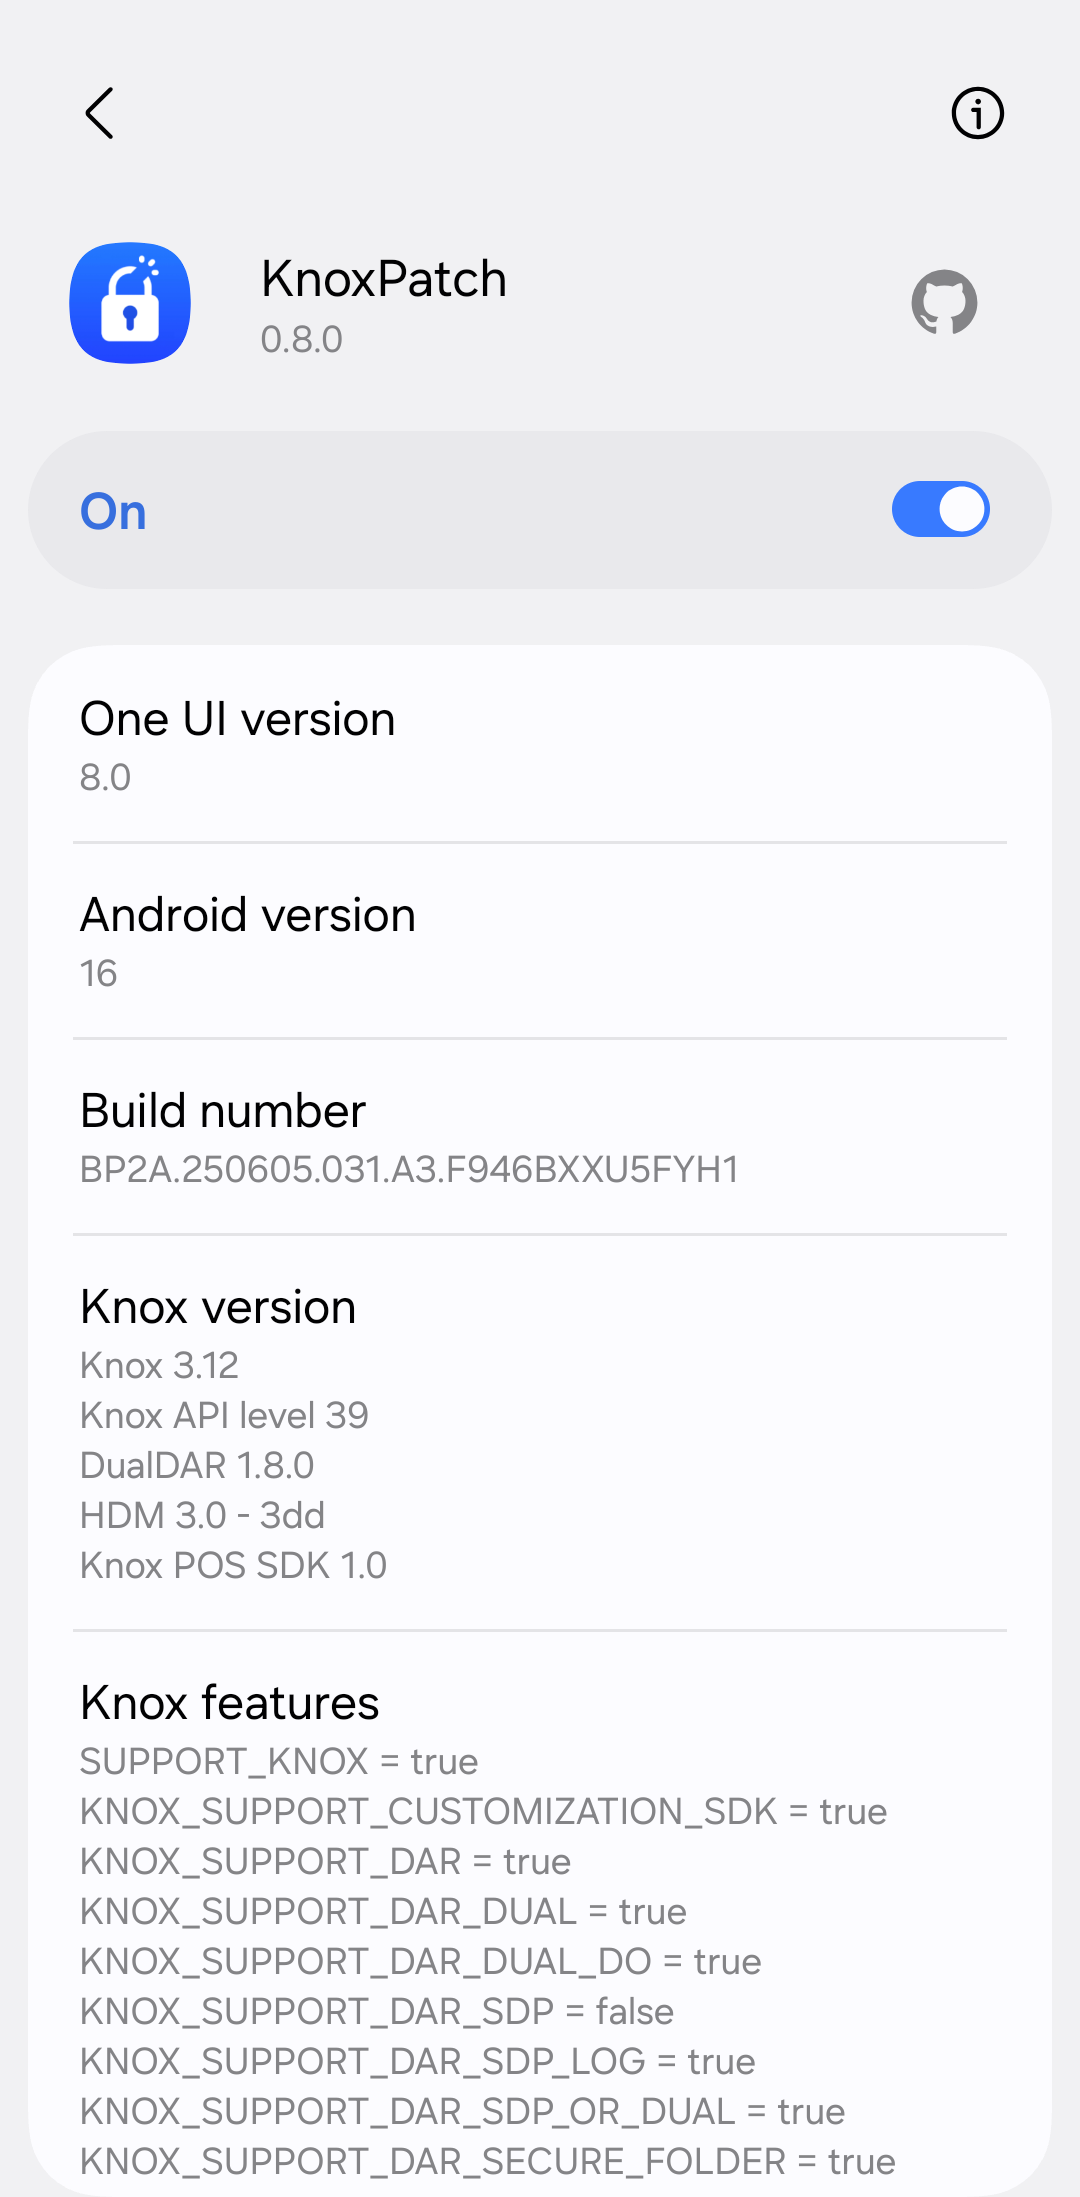 KnoxPatch
0.8.0
On
One UI version
8.0
Android version
16
Build number
BP2A.250605.031.A3.F946BXXU5FYH1
Knox version
Knox 3.12
Knox API level 39
DualDAR 1.8.0
HDM 3.0 - 3dd
Knox POS SDK 1.0
Knox features
SUPPORT_KNOX = true
KNOX_SUPPORT_CUSTOMIZATION_SDK = true
KNOX_SUPPORT_DAR = true
KNOX_SUPPORT_DAR_DUAL = true
KNOX_SUPPORT_DAR_DUAL_DO = true
KNOX_SUPPORT_DAR_SDP = false
KNOX_SUPPORT_DAR_SDP_LOG = true
KNOX_SUPPORT_DAR_SDP_OR_DUAL = true
KNOX_SUPPORT_DAR_SECURE_FOLDER = true